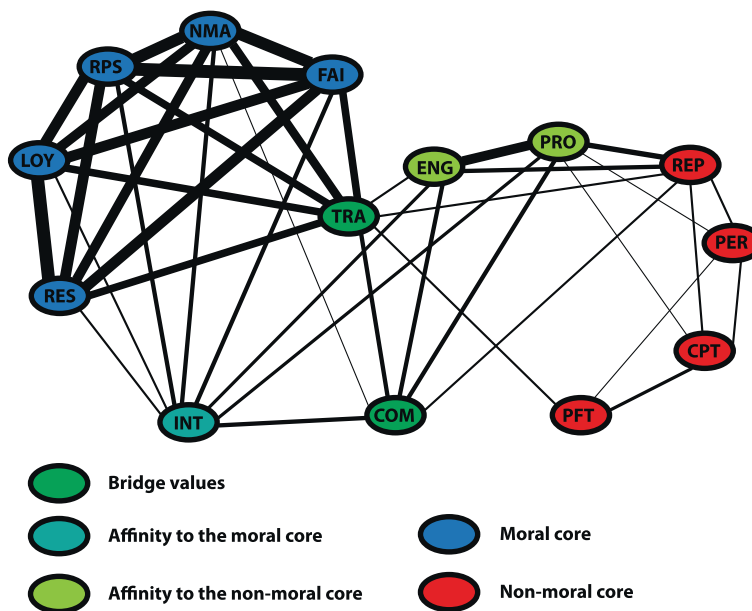 NMA
RPS
FAI
LOY
PRO
ENG
REP
TRA
PER
RES
CPT
INT
COM
PFT
Bridge values
Affinity to the moral core
Moral core
Affinity to the non-moral core
Non-moral core